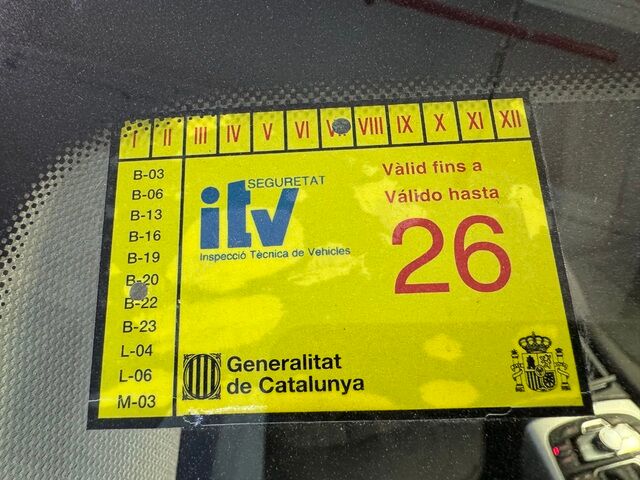 I II III IV V VI VII VIII IX X XI XII
B-03
B-06
B-13
B-16
B-19
B-20
B-22
B-23
L-04
L-06
M-03
SEGURETAT
itv
Inspecció Tècnica de Vehicles
Vàlid fins a
Válido hasta
26
Generalitat
de Catalunya